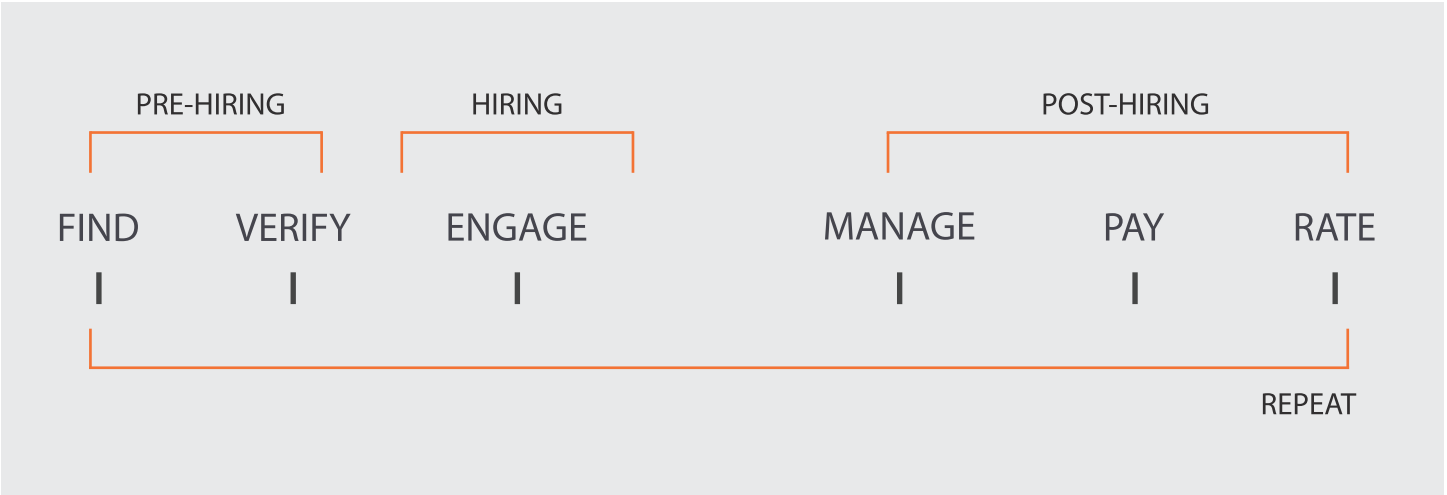 PRE-HIRING HIRING POST-HIRING
FIND VERIFY ENGAGE MANAGE PAY RATE
REPEAT